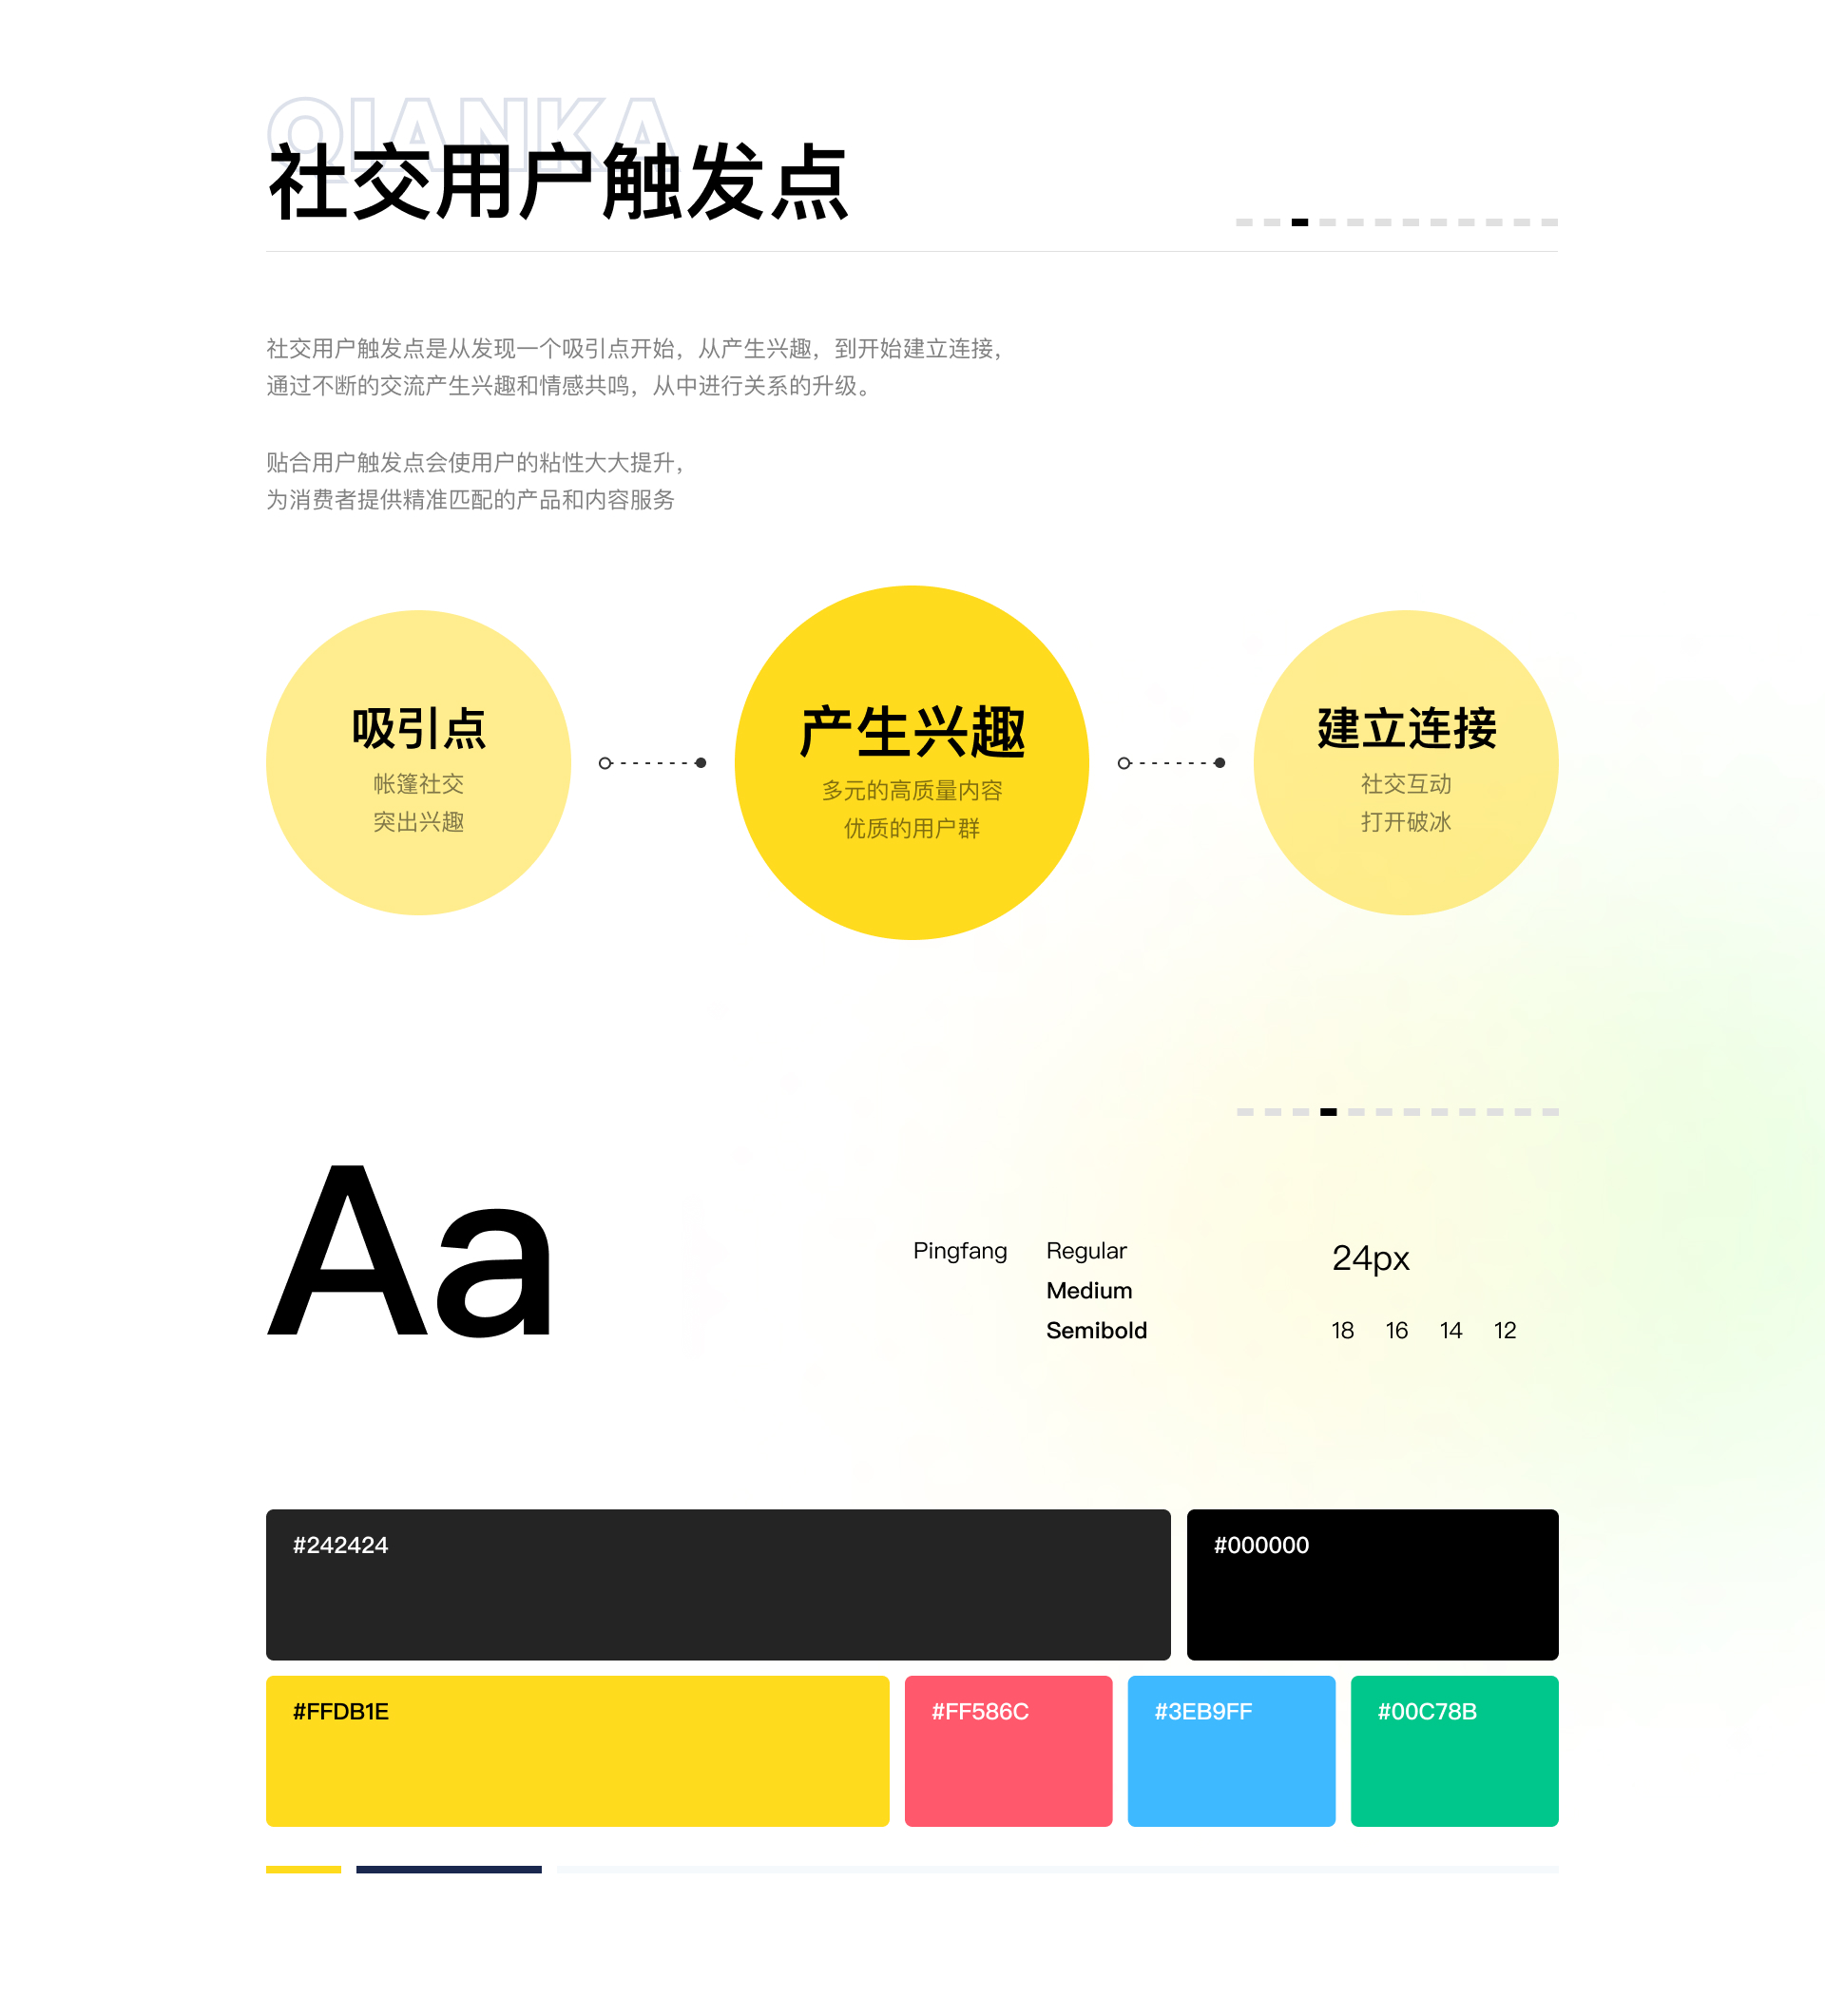 QIANKA
社交用户触发点
社交用户触发点是从发现一个吸引点开始，从产生兴趣，到开始建立连接，
通过不断的交流产生兴趣和情感共鸣，从中进行关系的升级。
贴合用户触发点会使用户的粘性大大提升，
为消费者提供精准匹配的产品和内容服务
吸引点
帐篷社交
突出兴趣
产生兴趣
多元的高质量内容
优质的用户群
建立连接
社交互动
打开破冰
Aa
Pingfang
Regular
Medium
Semibold
24px
18 16 14 12
#242424
#000000
#FFDB1E
#FF586C
#3EB9FF
#00C78B